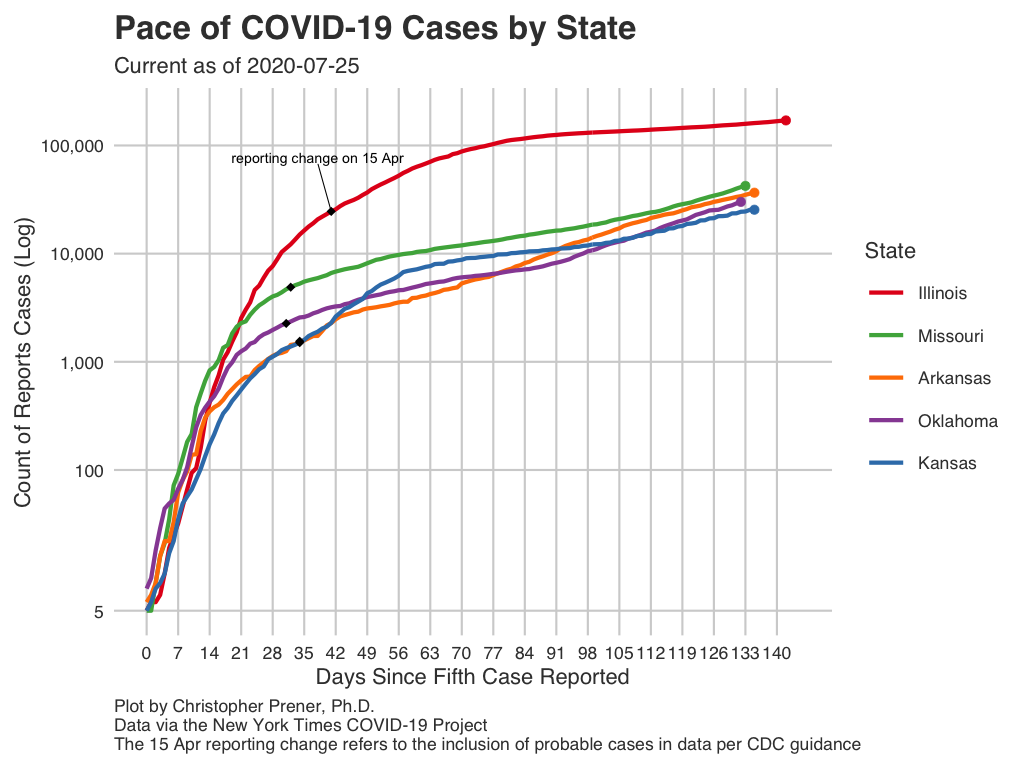 Pace of COVID-19 Cases by State
Current as of 2020-07-25
Count of Reports Cases (Log)
100,000
10,000
1,000
100
5
reporting change on 15 Apr
0 7 14 21 28 35 42 49 56 63 70 77 84 91 98 105 112 119 126 133 140
Days Since Fifth Case Reported
State
Illinois
Missouri
Arkansas
Oklahoma
Kansas
Plot by Christopher Prener, Ph.D.
Data via the New York Times COVID-19 Project
The 15 Apr reporting change refers to the inclusion of probable cases in data per CDC guidance